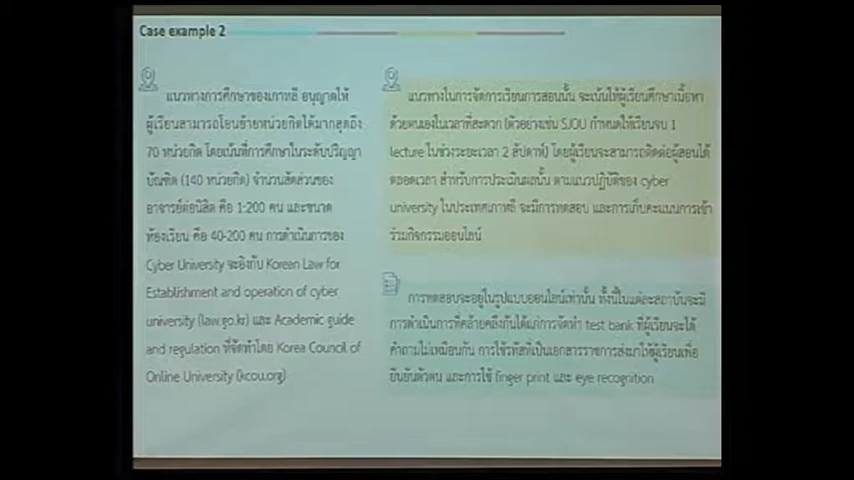 Case example 2
แนวทางการศึกษาของเกาหลี อนุญาตให้
ผู้เรียนสามารถโอนย้ายหน่วยกิตได้มากสุดถึง
70 หน่วยกิต โดยเน้นที่การศึกษาในระดับปริญญา
บัณฑิต (140 หน่วยกิต) จำนวนสัดส่วนของ
อาจารย์ต่อนิสิต คือ 1:200 คน และขนาด
ห้องเรียน คือ 40-200 คน การดำเนินการของ
Cyber University จะอิงกับ Korean Law for
Establishment and operation of cyber
university (law.go.kr) และ Academic guide
and regulation ที่จัดทำโดย Korea Council of
Online University (kcou.org)
แนวทางในการจัดการเรียนการสอนนั้น จะเน้นให้ผู้เรียนศึกษาเนื้อหา
ด้วยตนเองในเวลาที่สะดวก (ตัวอย่างเช่น SJOU กำหนดให้เรียนจบ 1
lecture ในช่วงระยะเวลา 2 สัปดาห์) โดยผู้เรียนจะสามารถติดต่อผู้สอนได้
ตลอดเวลา สำหรับการประเมินผลนั้น ตามแนวปฏิบัติของ cyber
university ในประเทศเกาหลี จะมีการทดสอบ และการเก็บคะแนนการเข้า
ร่วมกิจกรรมออนไลน์
การทดสอบจะอยู่ในรูปแบบออนไลน์เท่านั้น ทั้งนี้ในแต่ละสถาบันจะมี
การดำเนินการที่คล้ายคลึงกันได้แก่การจัดทำ test bank ที่ผู้เรียนจะได้
คำถามไม่เหมือนกัน การใช้รหัสที่เป็นเอกสารราชการส่งมาให้ผู้เรียนเพื่อ
ยืนยันตัวตน และการใช้ finger print และ eye recognition